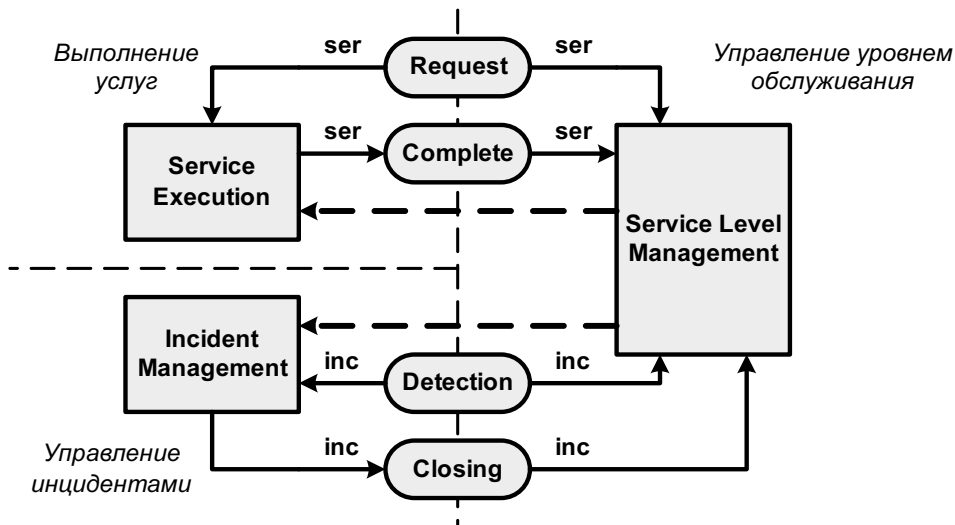 Выполнение
услуг
ser
Request
ser
Управление уровнем
обслуживания
Service
Execution
ser
Complete
ser
Service Level
Management
Incident
Management
inc
Detection
inc
Управление
инцидентами
inc
Closing
inc